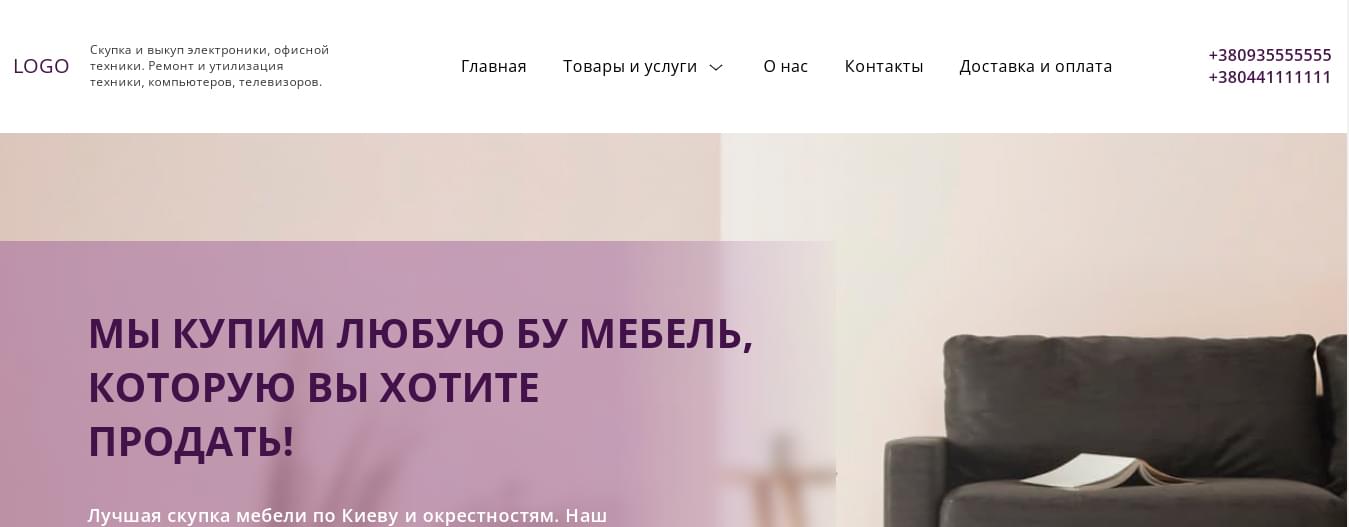 LOGO
Скупка и выкуп электроники, офисной
техники. Ремонт и утилизация
техники, компьютеров, телевизоров.
Главная
Товары и услуги
О нас
Контакты
Доставка и оплата
+380935555555
+380441111111
МЫ КУПИМ ЛЮБУЮ БУ МЕБЕЛЬ,
КОТОРУЮ ВЫ ХОТИТЕ
ПРОДАТЬ!
Лучшая скупка мебели по Киеву и окрестностям. Наш